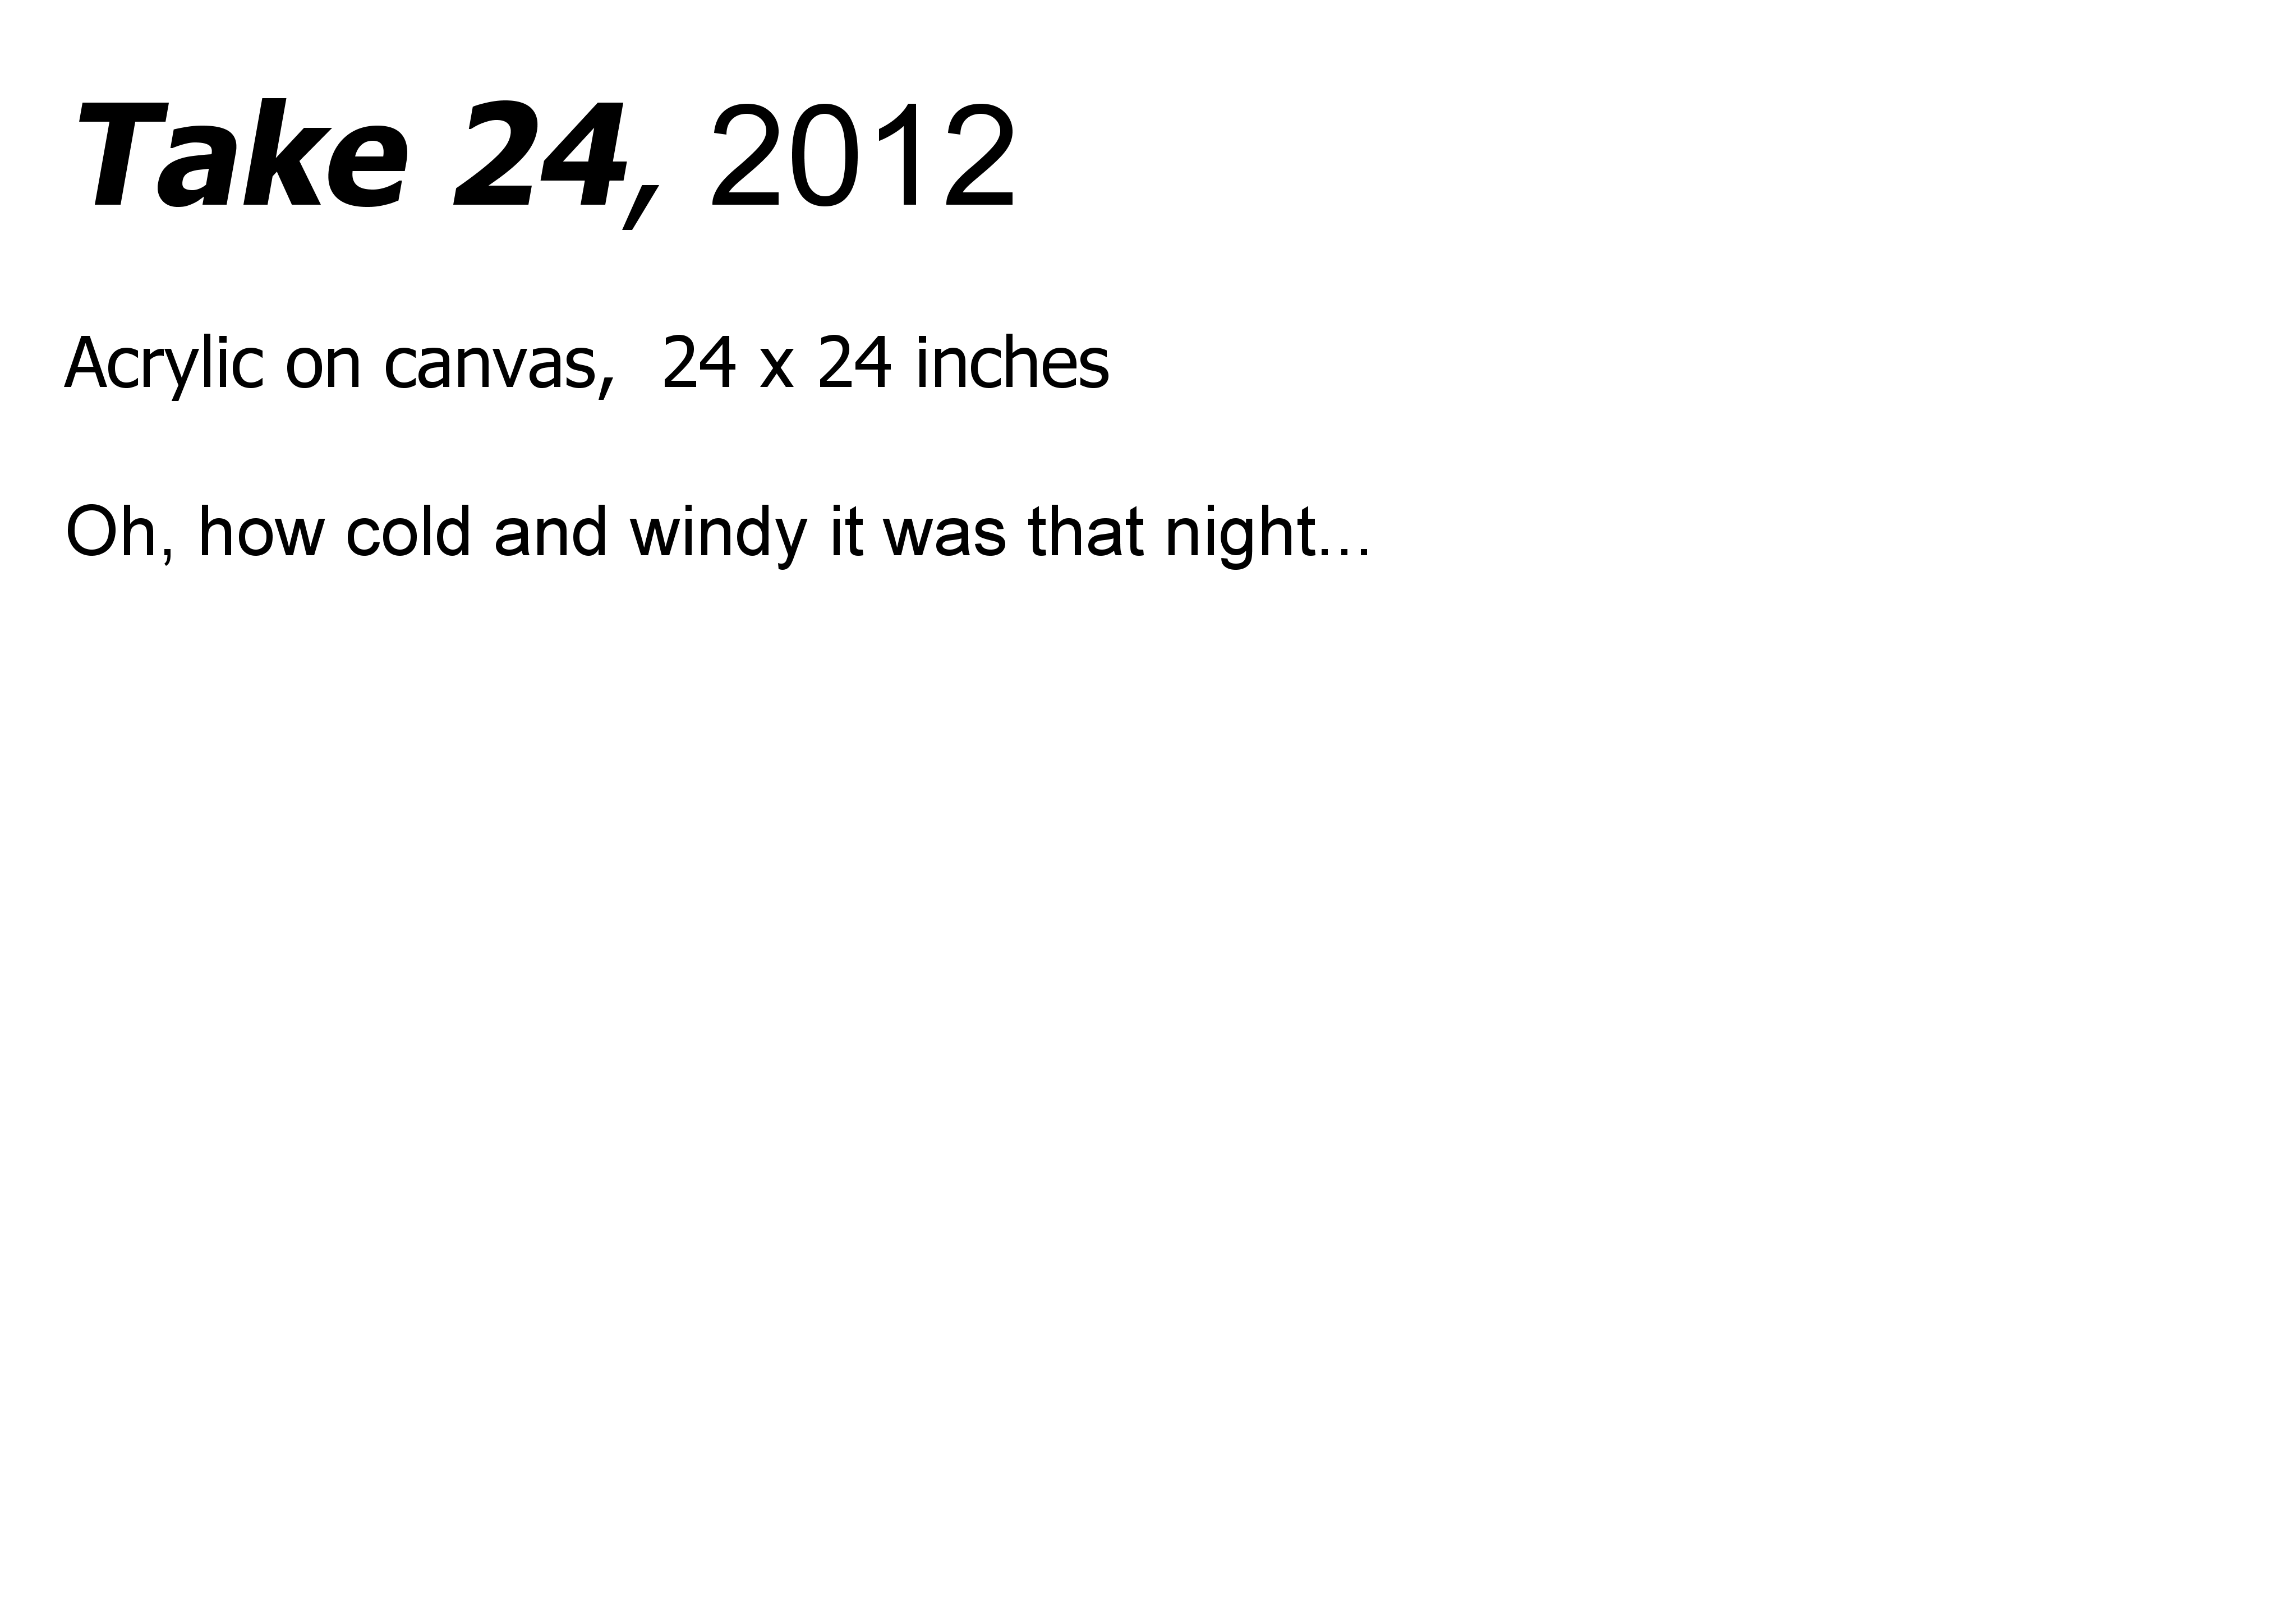 Take 24, 2012
Acrylic on canvas,  24 x 24 inches
Oh, how cold and windy it was that night...